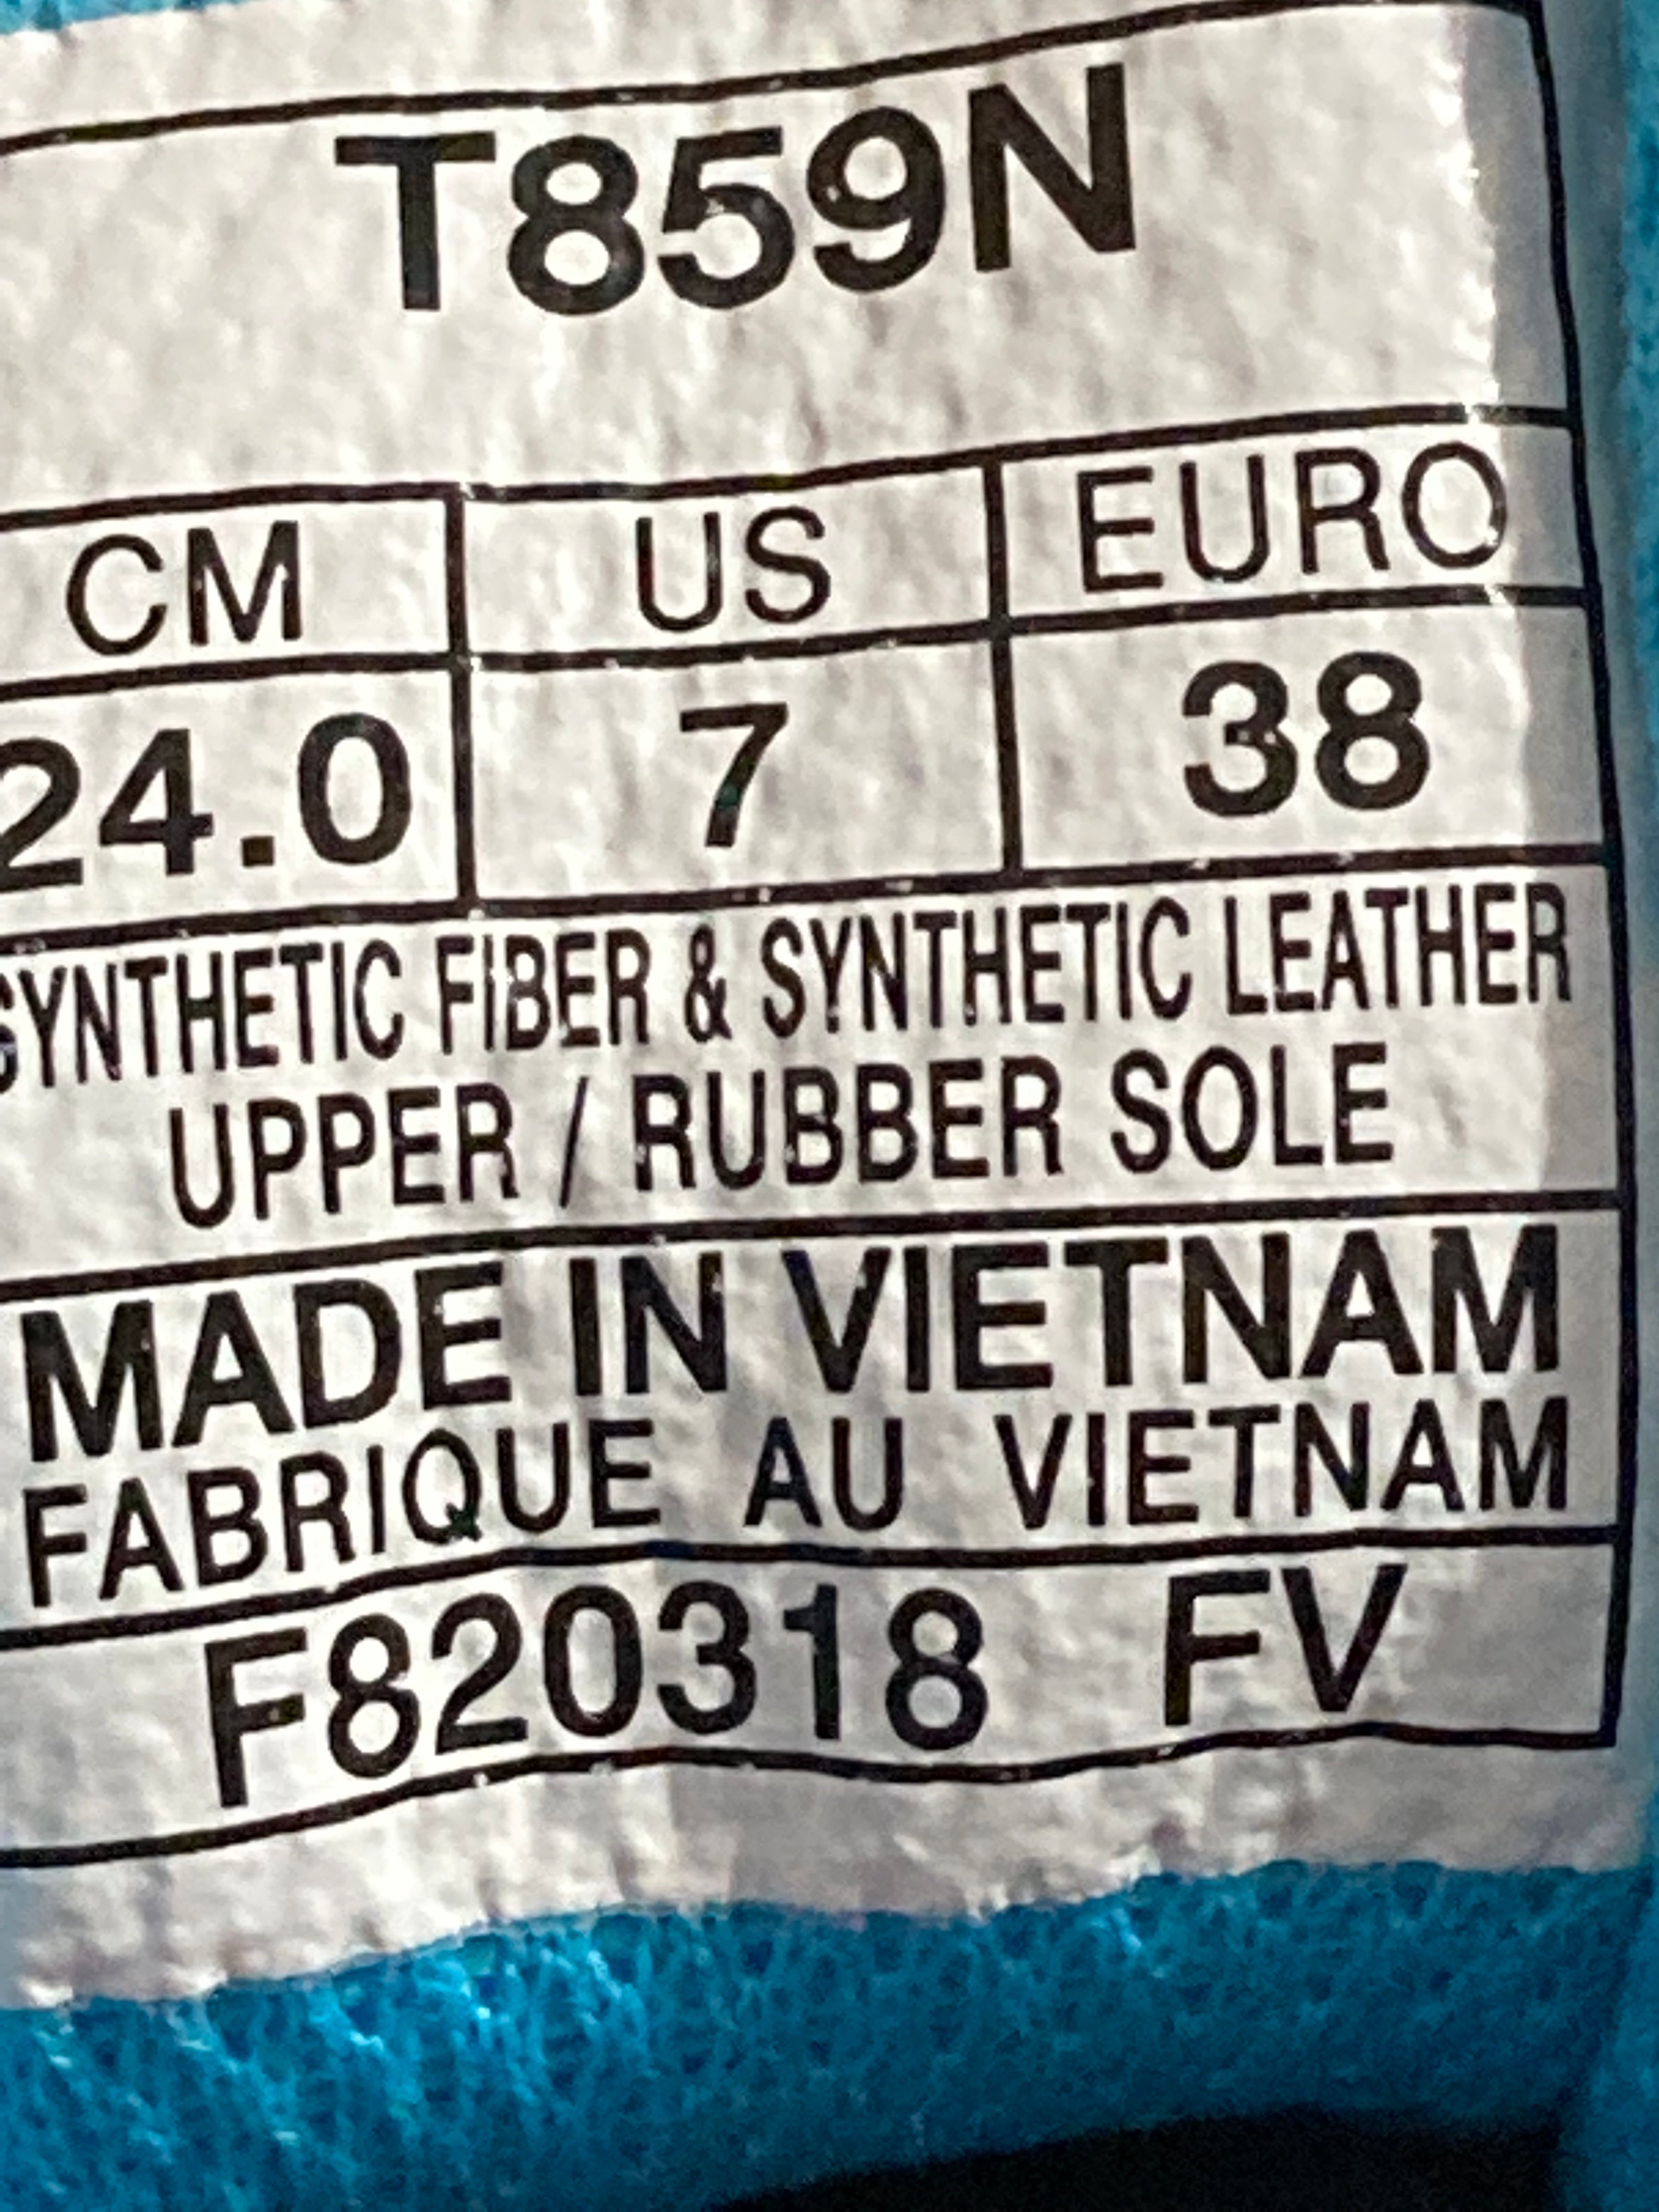 T859N
CM US EURO
24.0 7 38
SYNTHETIC FIBER & SYNTHETIC LEATHER
UPPER / RUBBER SOLE
MADE IN VIETNAM
FABRIQUE AU VIETNAM
F820318 FV